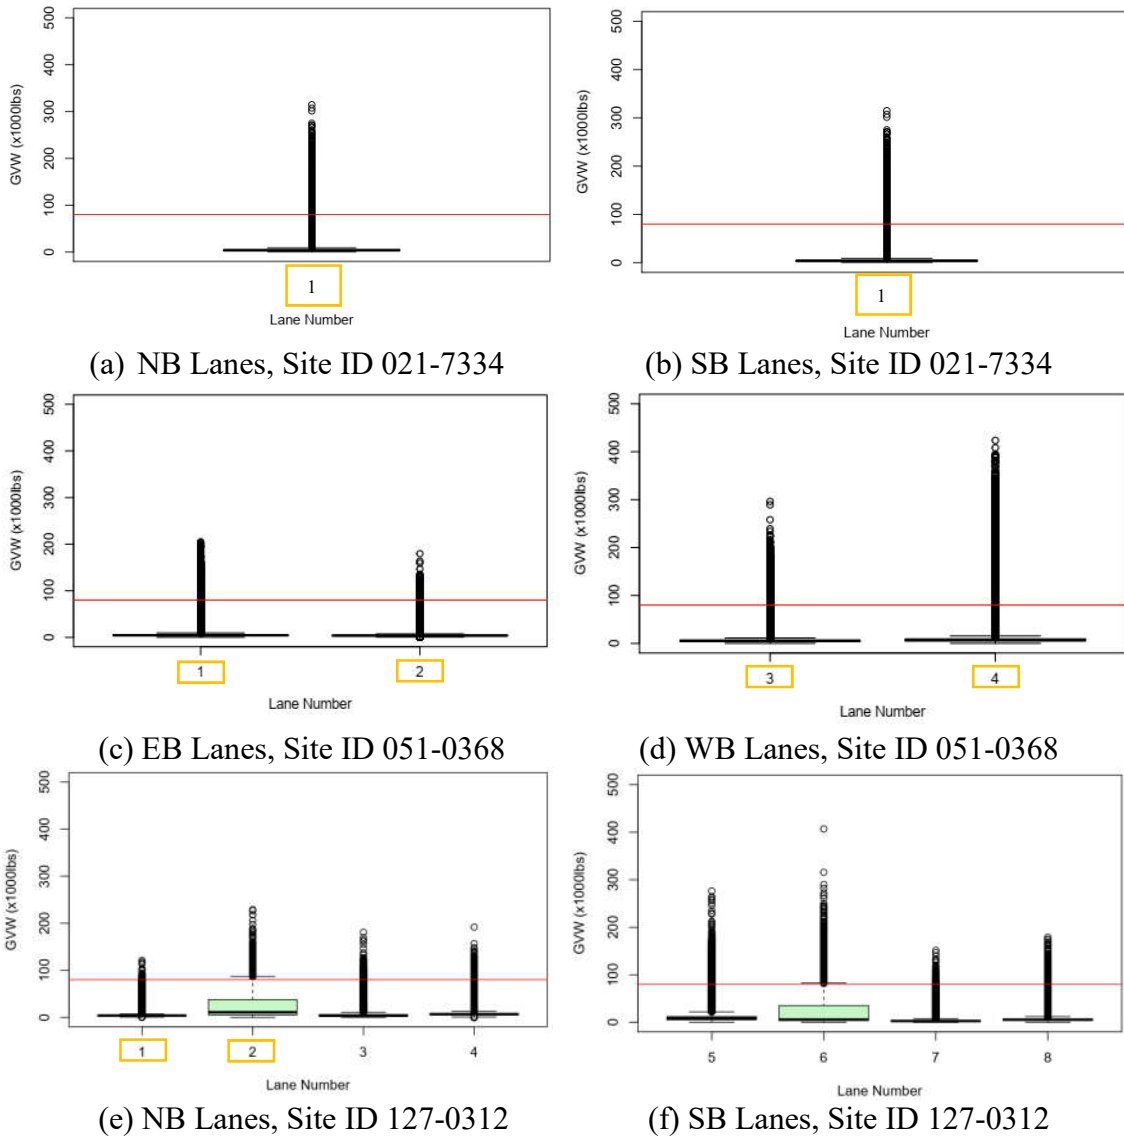 500
400
300
200
100
0
GVW (x1000lbs)
1
Lane Number
(a) NB Lanes, Site ID 021-7334
500
400
300
200
100
0
GVW (x1000lbs)
1
Lane Number
(b) SB Lanes, Site ID 021-7334
500
400
300
200
100
0
GVW (x1000lbs)
1 2
Lane Number
(c) EB Lanes, Site ID 051-0368
500
400
300
200
100
0
GVW (x1000lbs)
3 4
Lane Number
(d) WB Lanes, Site ID 051-0368
500
400
300
200
100
0
GVW (x1000lbs)
1 2 3 4
Lane Number
(e) NB Lanes, Site ID 127-0312
500
400
300
200
100
0
GVW (x1000lbs)
5 6 7 8
Lane Number
(f) SB Lanes, Site ID 127-0312